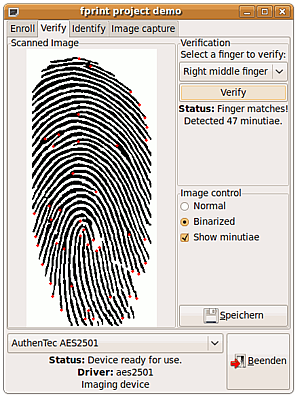 fprint project demo
Enroll Verify Identify Image capture
Scanned Image
Verification
Select a finger to verify:
Right middle finger
Verify
Status: Finger matches!
Detected 47 minutiae.
Image control
Normal
Binarized
Show minutiae
Speichern
AuthenTec AES2501
Status: Device ready for use.
Driver: aes2501
Imaging device
Beenden